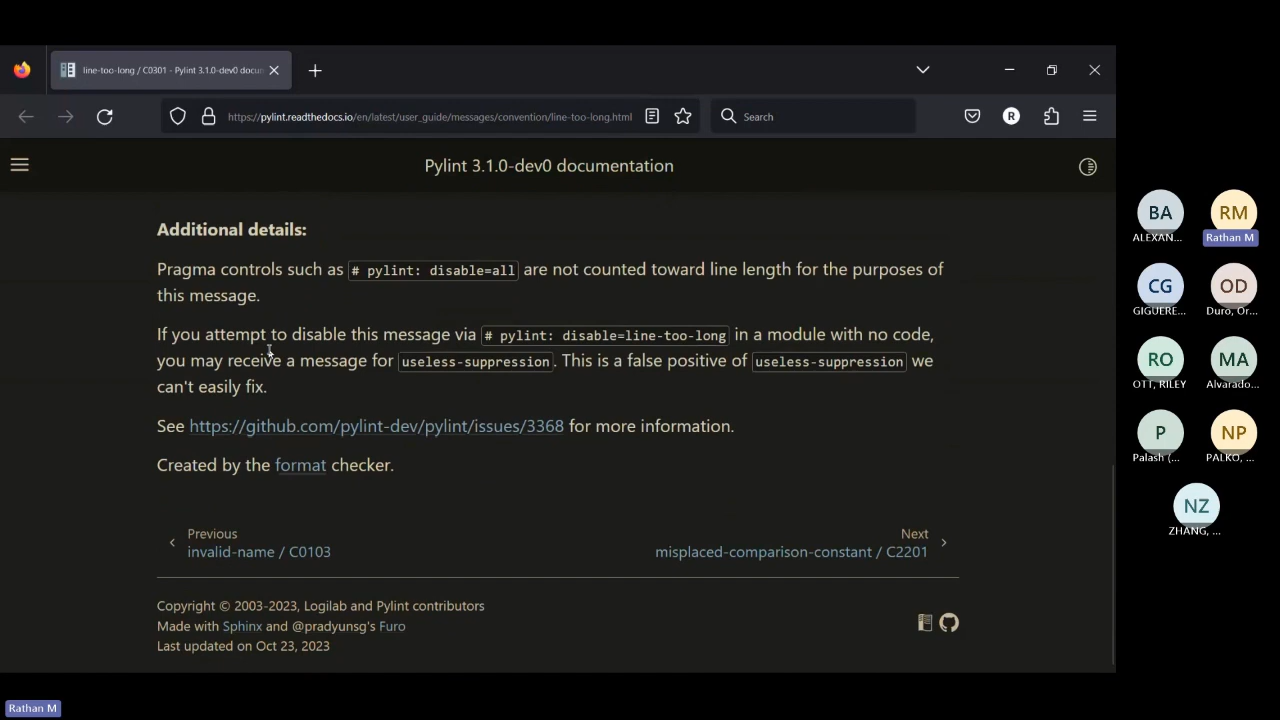 line-too-long / C0301 - Pylint 3.1.0-dev0 docun
https://pylint.readthedocs.io/en/latest/user_guide/messages/convention/line-too-long.html
Search
R
Pylint 3.1.0-dev0 documentation
Additional details:
Pragma controls such as # pylint: disable=all are not counted toward line length for the purposes of
this message.
If you attempt to disable this message via # pylint: disable=line-too-long in a module with no code,
you may receive a message for useless-suppression. This is a false positive of useless-suppression we
can't easily fix.
See https://github.com/pylint-dev/pylint/issues/3368 for more information.
Created by the format checker.
Previous
invalid-name / C0103
Next
misplaced-comparison-constant / C2201
Copyright © 2003-2023, Logilab and Pylint contributors
Made with Sphinx and @pradyunsg's Furo
Last updated on Oct 23, 2023
BA
ALEXAN...
RM
Rathan M
CG
GIGUERE...
OD
Duro, Or...
RO
OTT, RILEY
MA
Alvarado...
P
Palash (...
NP
PALKO, ...
NZ
ZHANG, ...
Rathan M